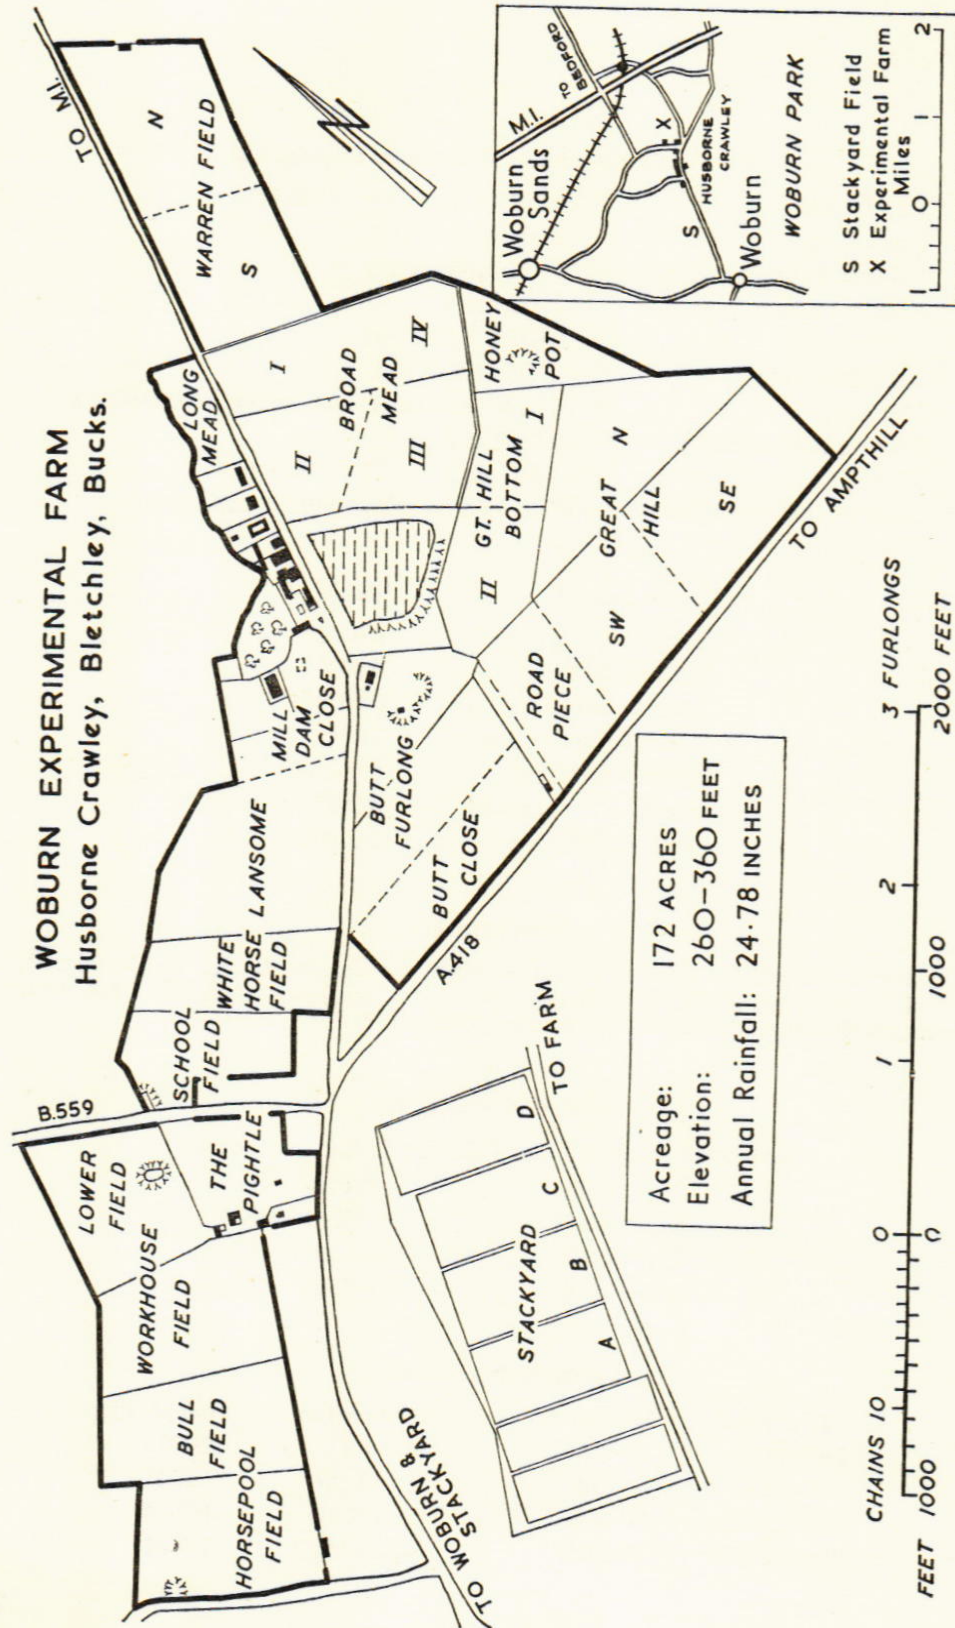 WOBURN EXPERIMENTAL FARM
Husborne Crawley, Bletchley, Bucks.
TO M.I.
N
WARREN FIELD
S
LONG
MEAD
I
BROAD
MEAD
IV
II
III
HONEY
POT
GT. HILL
BOTTOM
I
II
GREAT
HILL
N
SE
SW
ROAD
PIECE
TO AMPTHILL
MILL
DAM
CLOSE
BUTT
FURLONG
BUTT
CLOSE
A.418
LANSOME
WHITE
HORSE
FIELD
SCHOOL
FIELD
B.559
LOWER
FIELD
THE
PIGHTLE
WORKHOUSE
FIELD
BULL
FIELD
HORSEPOOL
FIELD
TO WOBURN &
STACKYARD
STACKYARD
A
B
C
D
TO FARM
Acreage: 172 ACRES
Elevation: 260-360 FEET
Annual Rainfall: 24·78 INCHES
CHAINS 10 0 1 2 3 FURLONGS
FEET 1000 0 1000 2000 FEET
TO
BEDFORD
M.I.
Woburn
Sands
X
HUSBORNE
CRAWLEY
S
Woburn
WOBURN PARK
S Stackyard Field
X Experimental Farm
Miles
1 0 1 2